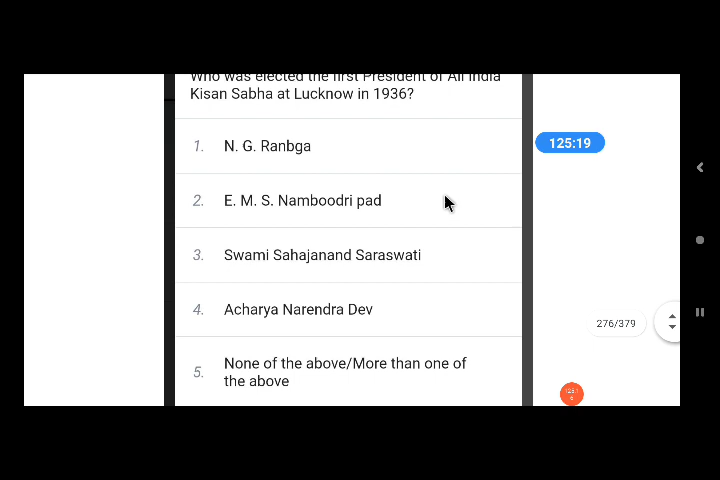 Who was elected the first President of All India
Kisan Sabha at Lucknow in 1936?
1. N. G. Ranbga
125:19
2. E. M. S. Namboodri pad
3. Swami Sahajanand Saraswati
4. Acharya Narendra Dev
276/379
5. None of the above/More than one of
the above